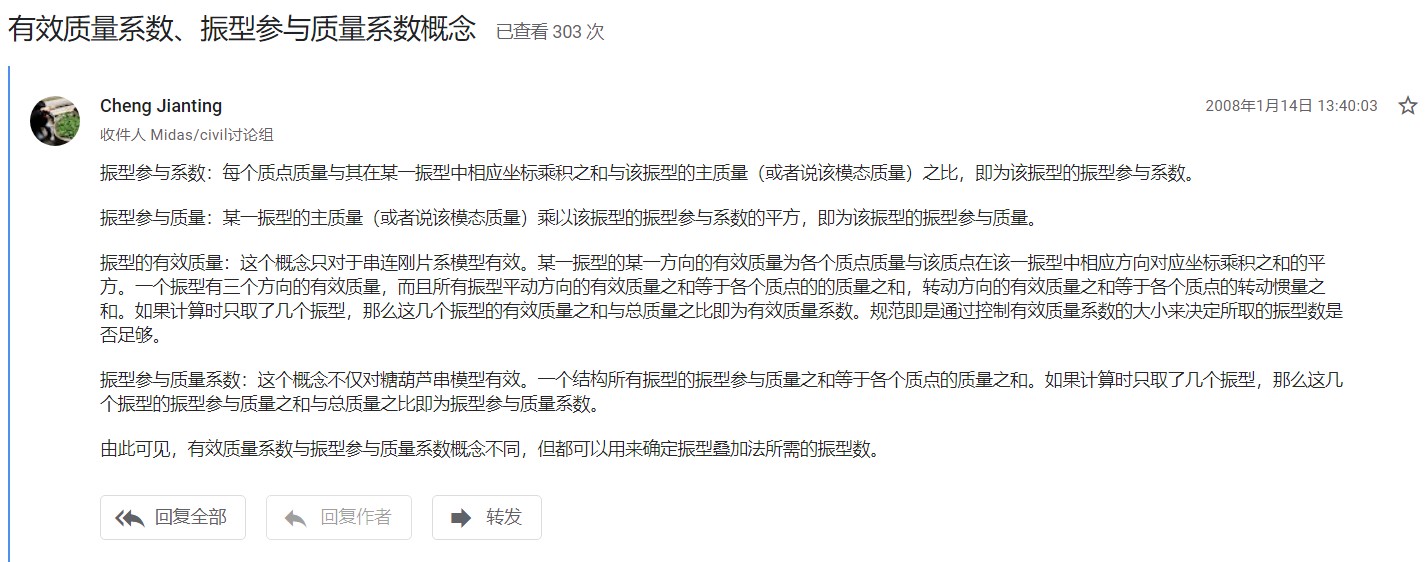 有效质量系数、振型参与质量系数概念 已查看 303 次
Cheng Jianting 2008年1月14日 13:40:03
收件人 Midas/civil讨论组
振型参与系数：每个质点质量与其在某一振型中相应坐标乘积之和与该振型的主质量（或者说该模态质量）之比，即为该振型的振型参与系数。
振型参与质量：某一振型的主质量（或者说该模态质量）乘以该振型的振型参与系数的平方，即为该振型的振型参与质量。
振型的有效质量：这个概念只对于串连刚片系模型有效。某一振型的某一方向的有效质量为各个质点质量与该质点在该一振型中相应方向对应坐标乘积之和的平
方。一个振型有三个方向的有效质量，而且所有振型平动方向的有效质量之和等于各个质点的的质量之和，转动方向的有效质量之和等于各个质点的转动惯量之
和。如果计算时只取了几个振型，那么这几个振型的有效质量之和与总质量之比即为有效质量系数。规范即是通过控制有效质量系数的大小来决定所取的振型数是
否足够。
振型参与质量系数：这个概念不仅对糖葫芦串模型有效。一个结构所有振型的振型参与质量之和等于各个质点的质量之和。如果计算时只取了几个振型，那么这几
个振型的振型参与质量之和与总质量之比即为振型参与质量系数。
由此可见，有效质量系数与振型参与质量系数概念不同，但都可以用来确定振型叠加法所需的振型数。
回复全部 回复作者 转发